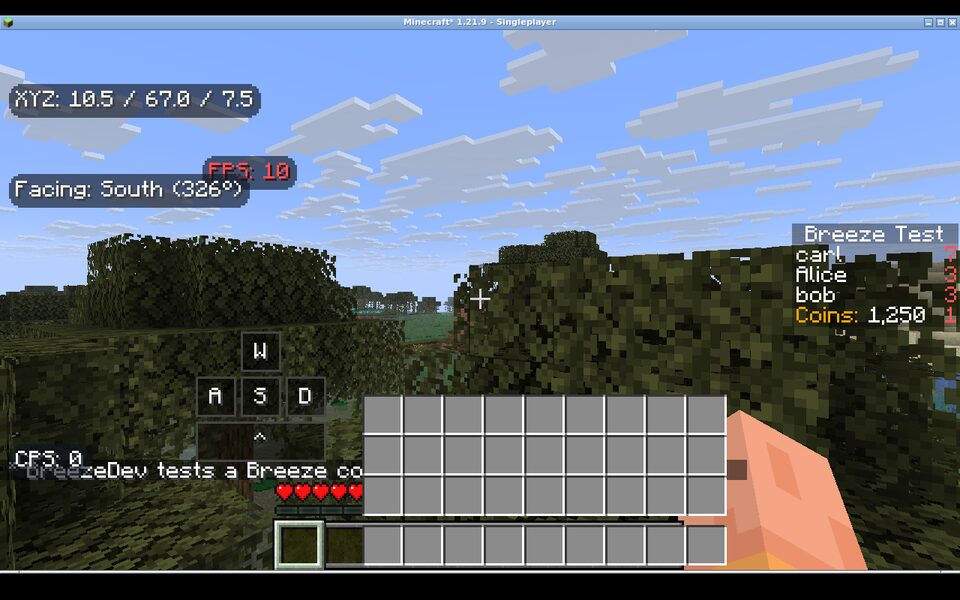 Minecraft* 1.21.9 - Singleplayer
XYZ: 10.5 / 67.0 / 7.5
FPS: 10
Facing: South (326°)
Breeze Test
carl 7
Alice 3
bob 3
Coins: 1,250 1
W
A S D
^
CPS: 0
BreezeDev tests a Breeze co